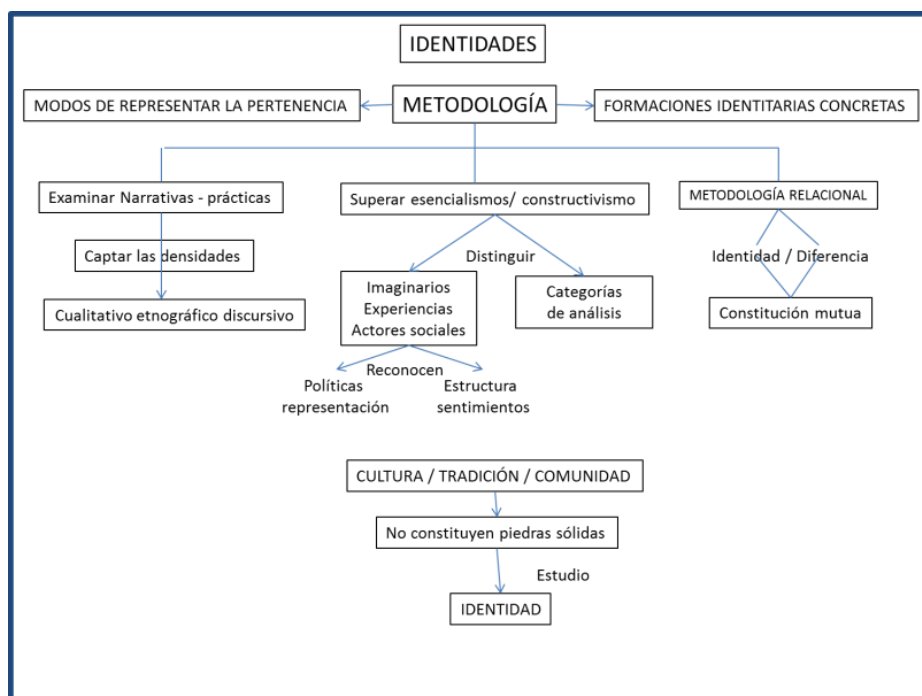 IDENTIDADES
MODOS DE REPRESENTAR LA PERTENENCIA
METODOLOGÍA
FORMACIONES IDENTITARIAS CONCRETAS
Examinar Narrativas - prácticas
Captar las densidades
Cualitativo etnográfico discursivo
Superar esencialismos/ constructivismo
Distinguir
Imaginarios
Experiencias
Actores sociales
Categorías
de análisis
Reconocen
Políticas
representación
Estructura
sentimientos
METODOLOGÍA RELACIONAL
Identidad / Diferencia
Constitución mutua
CULTURA / TRADICIÓN / COMUNIDAD
No constituyen piedras sólidas
Estudio
IDENTIDAD